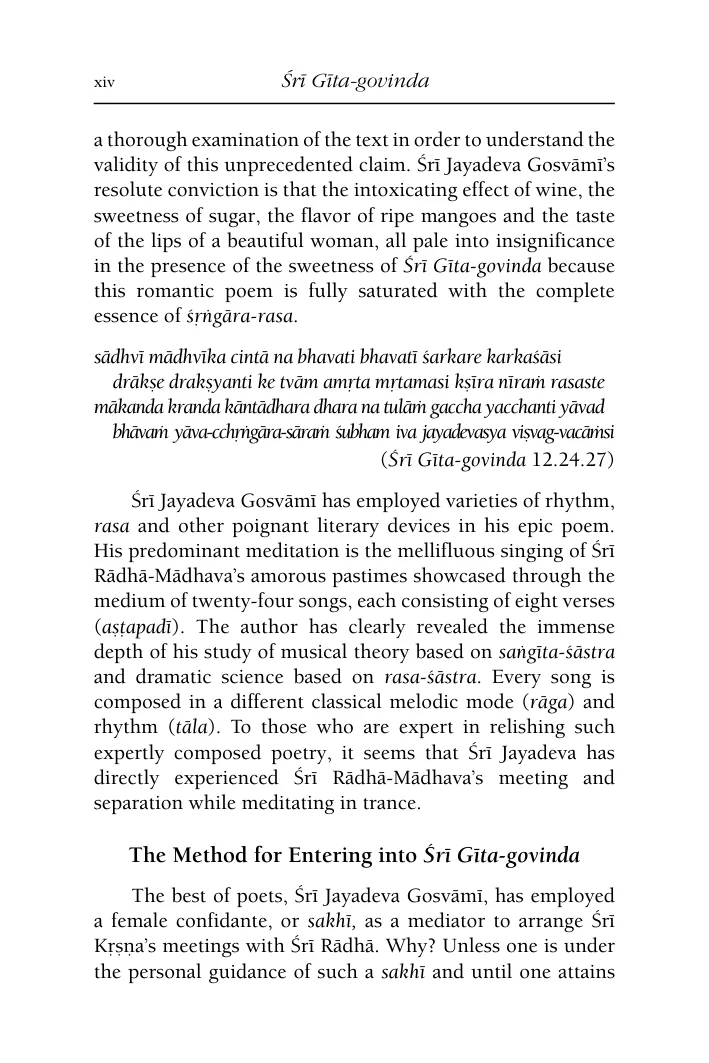 xiv Śrī Gīta-govinda
a thorough examination of the text in order to understand the
validity of this unprecedented claim. Śrī Jayadeva Gosvāmī’s
resolute conviction is that the intoxicating effect of wine, the
sweetness of sugar, the flavor of ripe mangoes and the taste
of the lips of a beautiful woman, all pale into insignificance
in the presence of the sweetness of Śrī Gīta-govinda because
this romantic poem is fully saturated with the complete
essence of śṛṅgāra-rasa.
sādhvī mādhvīka cintā na bhavati bhavatī śarkare karkaśāsi
drākṣe drakṣyanti ke tvām amṛta mṛtamasi kṣīra nīraṁ rasaste
mākanda kranda kāntādhara dhara na tulāṁ gaccha yacchanti yāvad
bhāvaṁ yāva-cchṛṅgāra-sāraṁ śubham iva jayadevasya viṣvag-vacāṁsi
(Śrī Gīta-govinda 12.24.27)
Śrī Jayadeva Gosvāmī has employed varieties of rhythm,
rasa and other poignant literary devices in his epic poem.
His predominant meditation is the mellifluous singing of Śrī
Rādhā-Mādhava’s amorous pastimes showcased through the
medium of twenty-four songs, each consisting of eight verses
(aṣṭapadī). The author has clearly revealed the immense
depth of his study of musical theory based on saṅgīta-śāstra
and dramatic science based on rasa-śāstra. Every song is
composed in a different classical melodic mode (rāga) and
rhythm (tāla). To those who are expert in relishing such
expertly composed poetry, it seems that Śrī Jayadeva has
directly experienced Śrī Rādhā-Mādhava’s meeting and
separation while meditating in trance.
The Method for Entering into Śrī Gīta-govinda
The best of poets, Śrī Jayadeva Gosvāmī, has employed
a female confidante, or sakhī, as a mediator to arrange Śrī
Kṛṣṇa’s meetings with Śrī Rādhā. Why? Unless one is under
the personal guidance of such a sakhī and until one attains